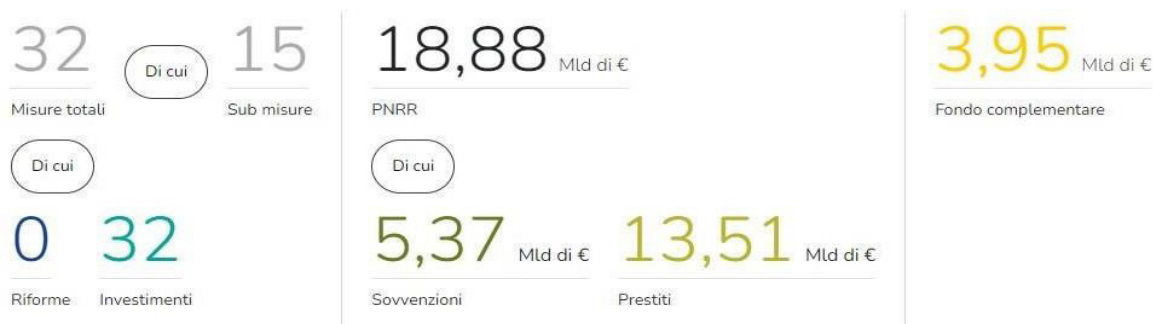 32 Di cui 15
Misure totali Sub misure
Di cui
0 32
Riforme Investimenti
18,88 Mld di €
PNRR
Di cui
5,37 Mld di € 13,51 Mld di €
Sovvenzioni Prestiti
3,95 Mld di €
Fondo complementare